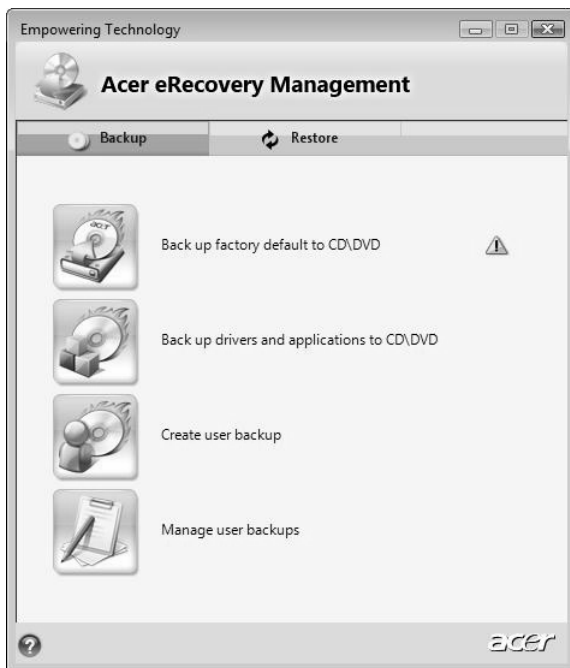 Empowering Technology
Acer eRecovery Management
Backup
Restore
Back up factory default to CD\DVD
Back up drivers and applications to CD\DVD
Create user backup
Manage user backups
acer